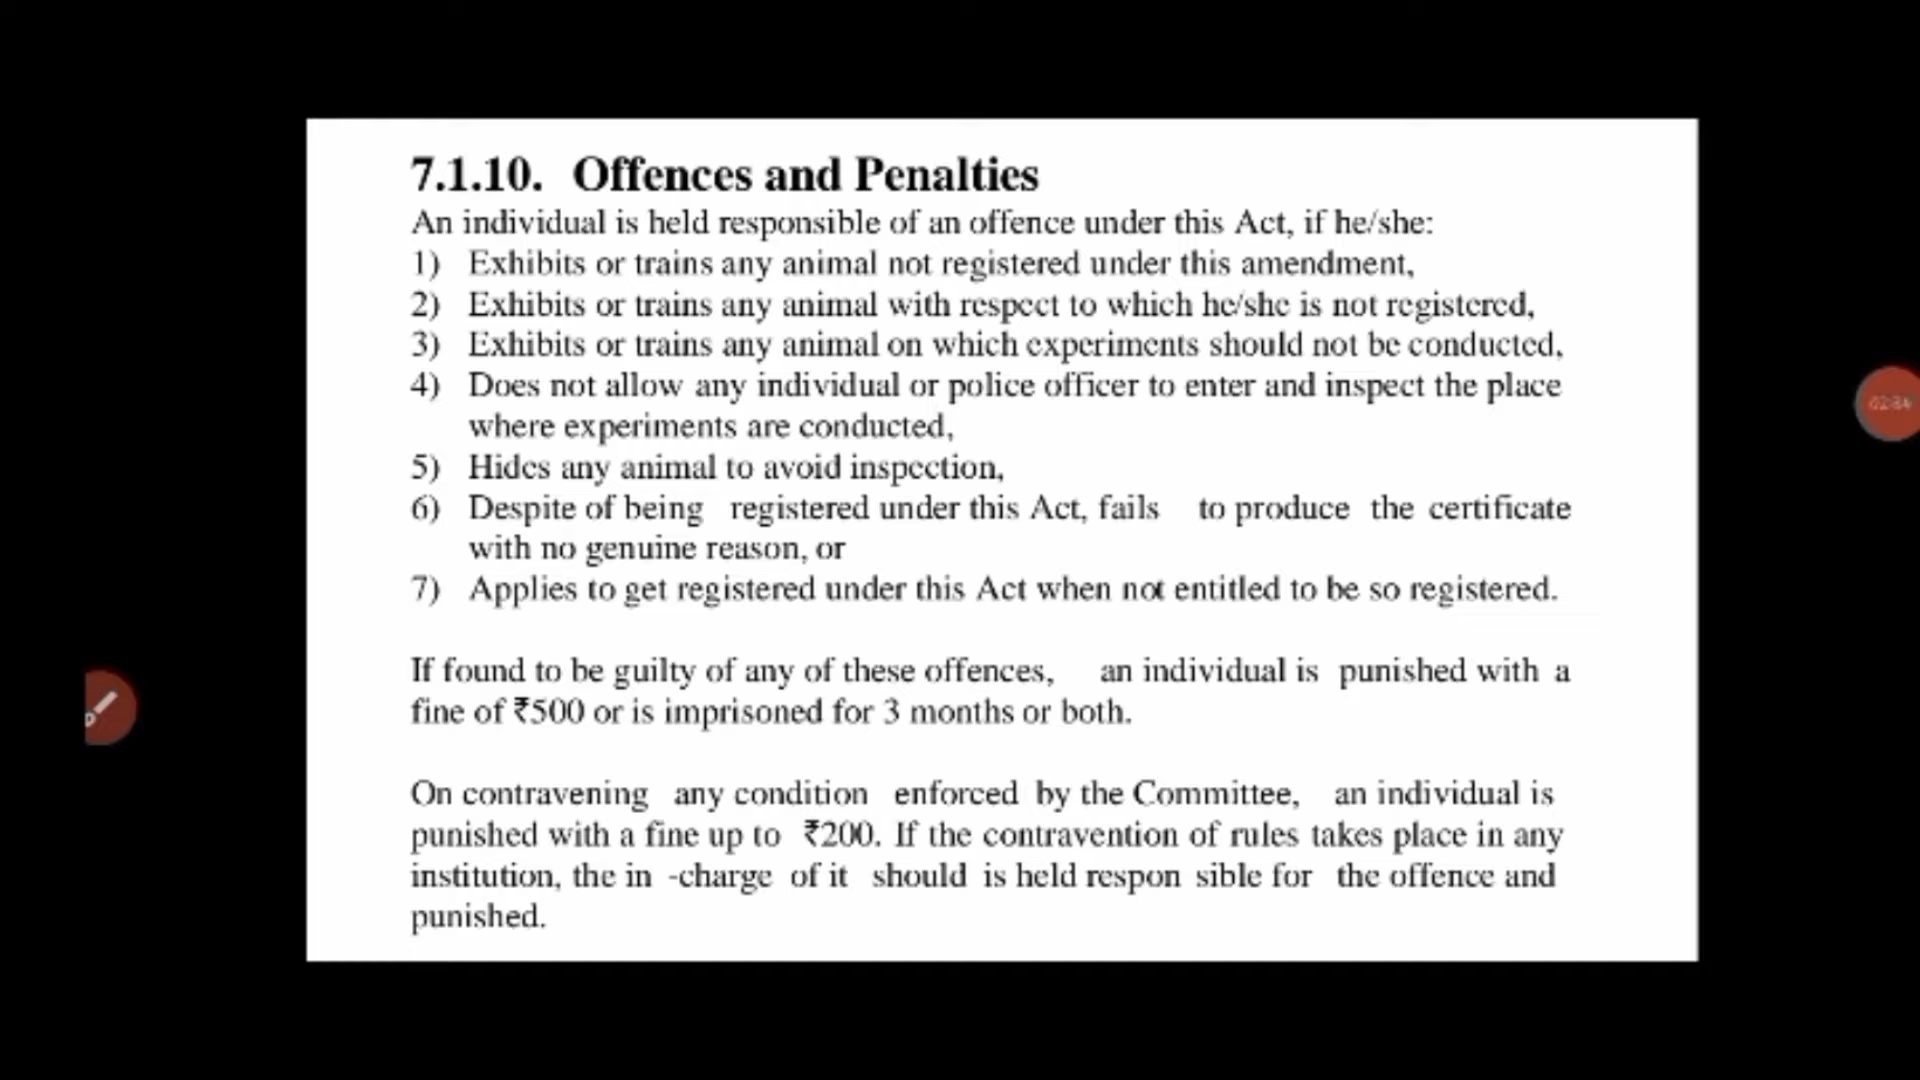 7.1.10. Offences and Penalties
An individual is held responsible of an offence under this Act, if he/she:
1) Exhibits or trains any animal not registered under this amendment,
2) Exhibits or trains any animal with respect to which he/she is not registered,
3) Exhibits or trains any animal on which experiments should not be conducted,
4) Does not allow any individual or police officer to enter and inspect the place
where experiments are conducted,
5) Hides any animal to avoid inspection,
6) Despite of being registered under this Act, fails to produce the certificate
with no genuine reason, or
7) Applies to get registered under this Act when not entitled to be so registered.
If found to be guilty of any of these offences, an individual is punished with a
fine of ₹500 or is imprisoned for 3 months or both.
On contravening any condition enforced by the Committee, an individual is
punished with a fine up to ₹200. If the contravention of rules takes place in any
institution, the in -charge of it should is held respon sible for the offence and
punished.